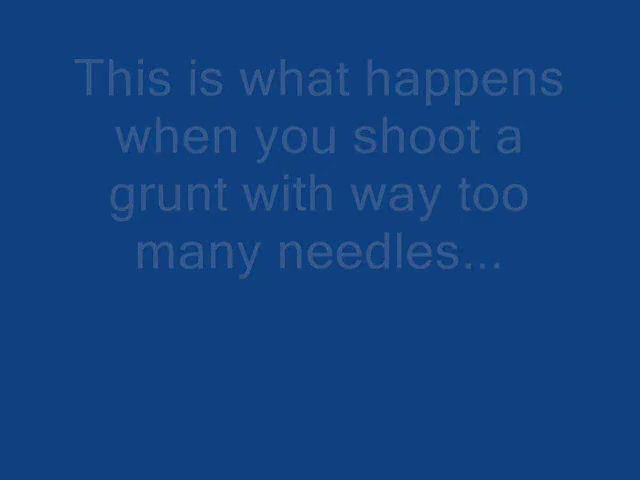 This is what happens
when you shoot a
grunt with way too
many needles...